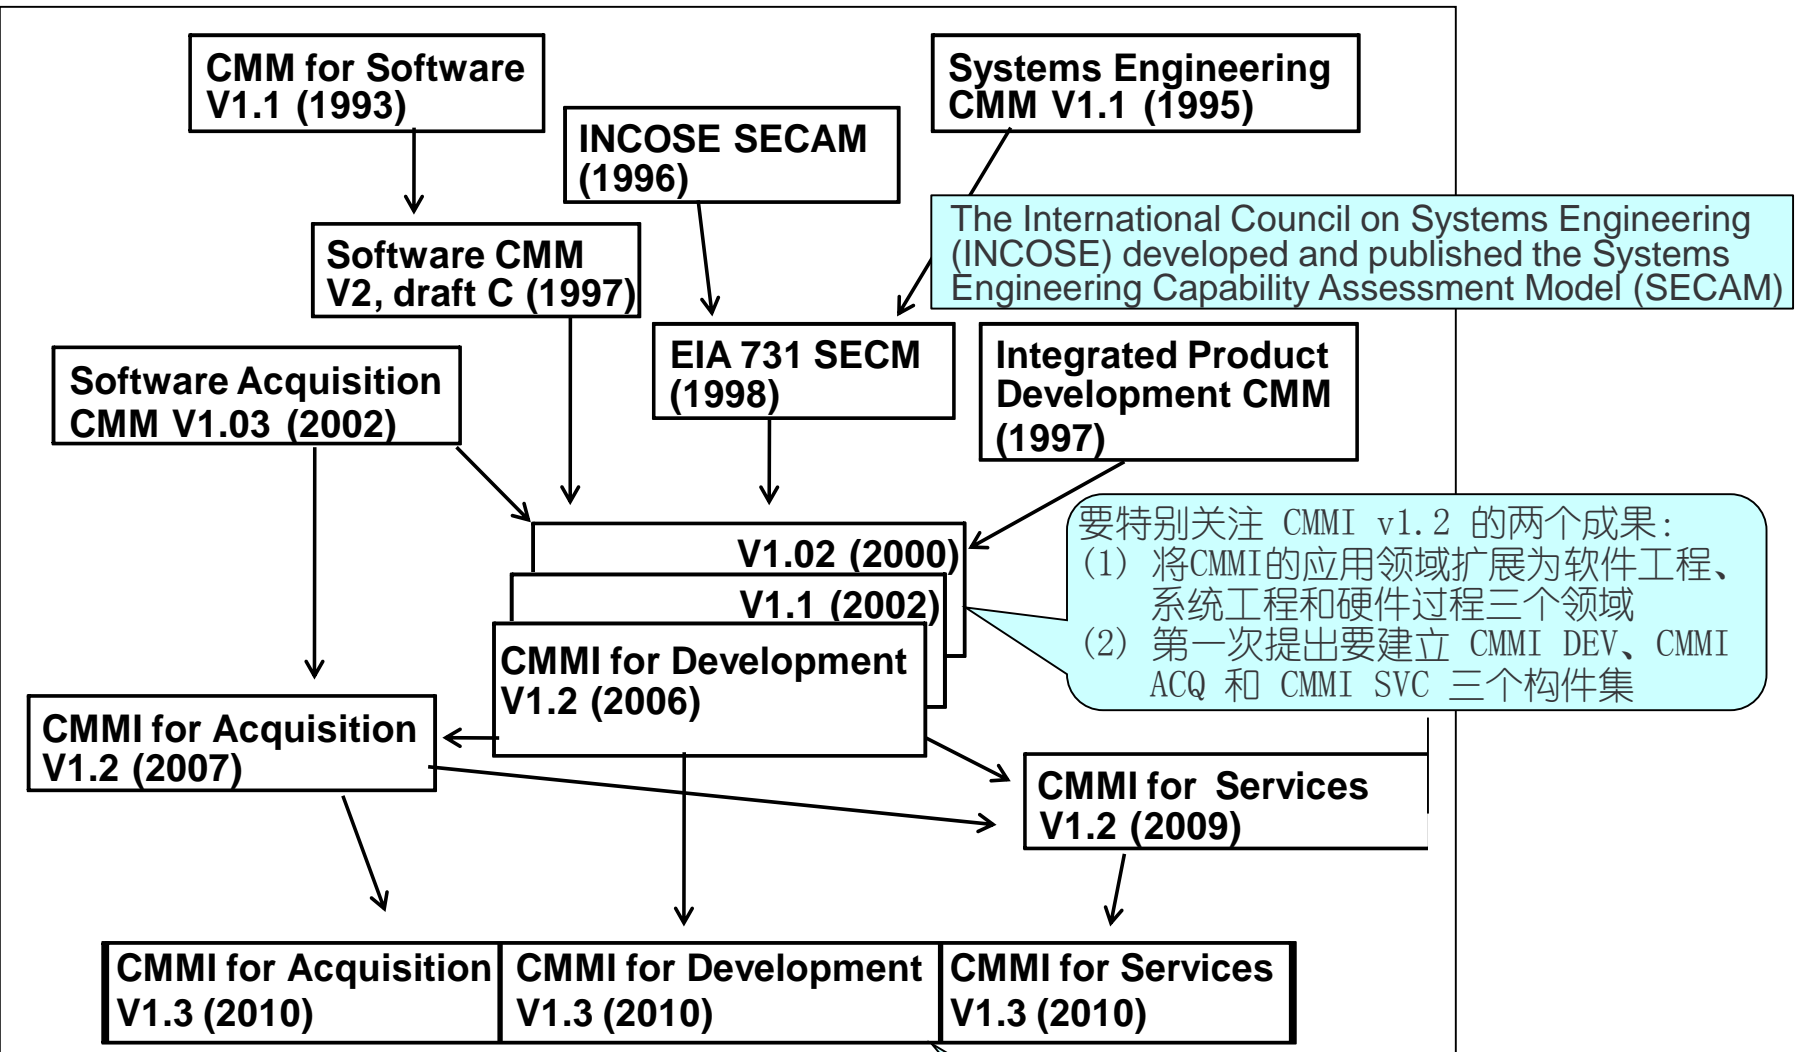 CMM for Software
V1.1 (1993)
Systems Engineering
CMM V1.1 (1995)
INCOSE SECAM
(1996)
The International Council on Systems Engineering
(INCOSE) developed and published the Systems
Engineering Capability Assessment Model (SECAM)
Software CMM
V2, draft C (1997)
EIA 731 SECM
(1998)
Integrated Product
Development CMM
(1997)
Software Acquisition
CMM V1.03 (2002)
V1.02 (2000)
V1.1 (2002)
CMMI for Development
V1.2 (2006)
要特别关注 CMMI v1.2 的两个成果:
(1) 将CMMI的应用领域扩展为软件工程、
系统工程和硬件过程三个领域
(2) 第一次提出要建立 CMMI DEV、CMMI
ACQ 和 CMMI SVC 三个构件集
CMMI for Acquisition
V1.2 (2007)
CMMI for Services
V1.2 (2009)
CMMI for Acquisition
V1.3 (2010)
CMMI for Development
V1.3 (2010)
CMMI for Services
V1.3 (2010)